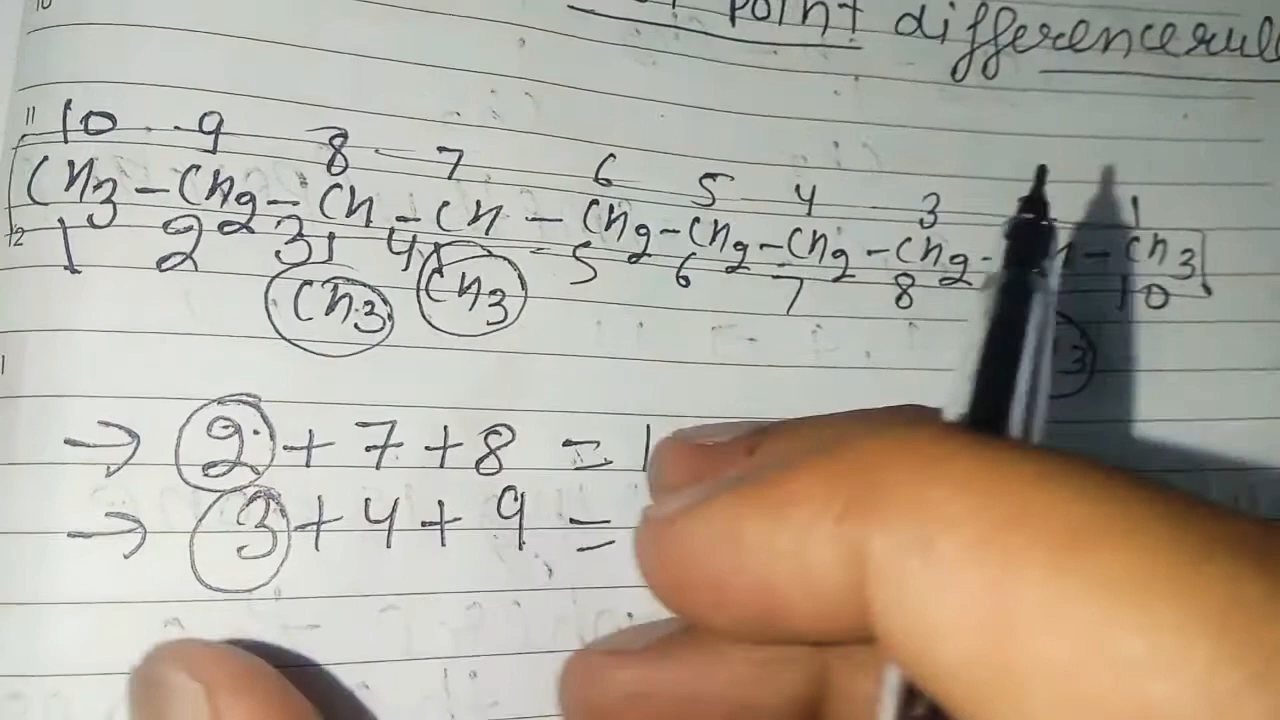 Point difference rule
10 9 8 7 6 5 4 3 1
CH3 - CH2 - CH - CH - CH2 - CH2 - CH2 - CH2 - - CH3
1 2 3 4 5 6 7 8 10
CH3 CH3 3
→ 2 + 7 + 8 = 1
→ 3 + 4 + 9 =